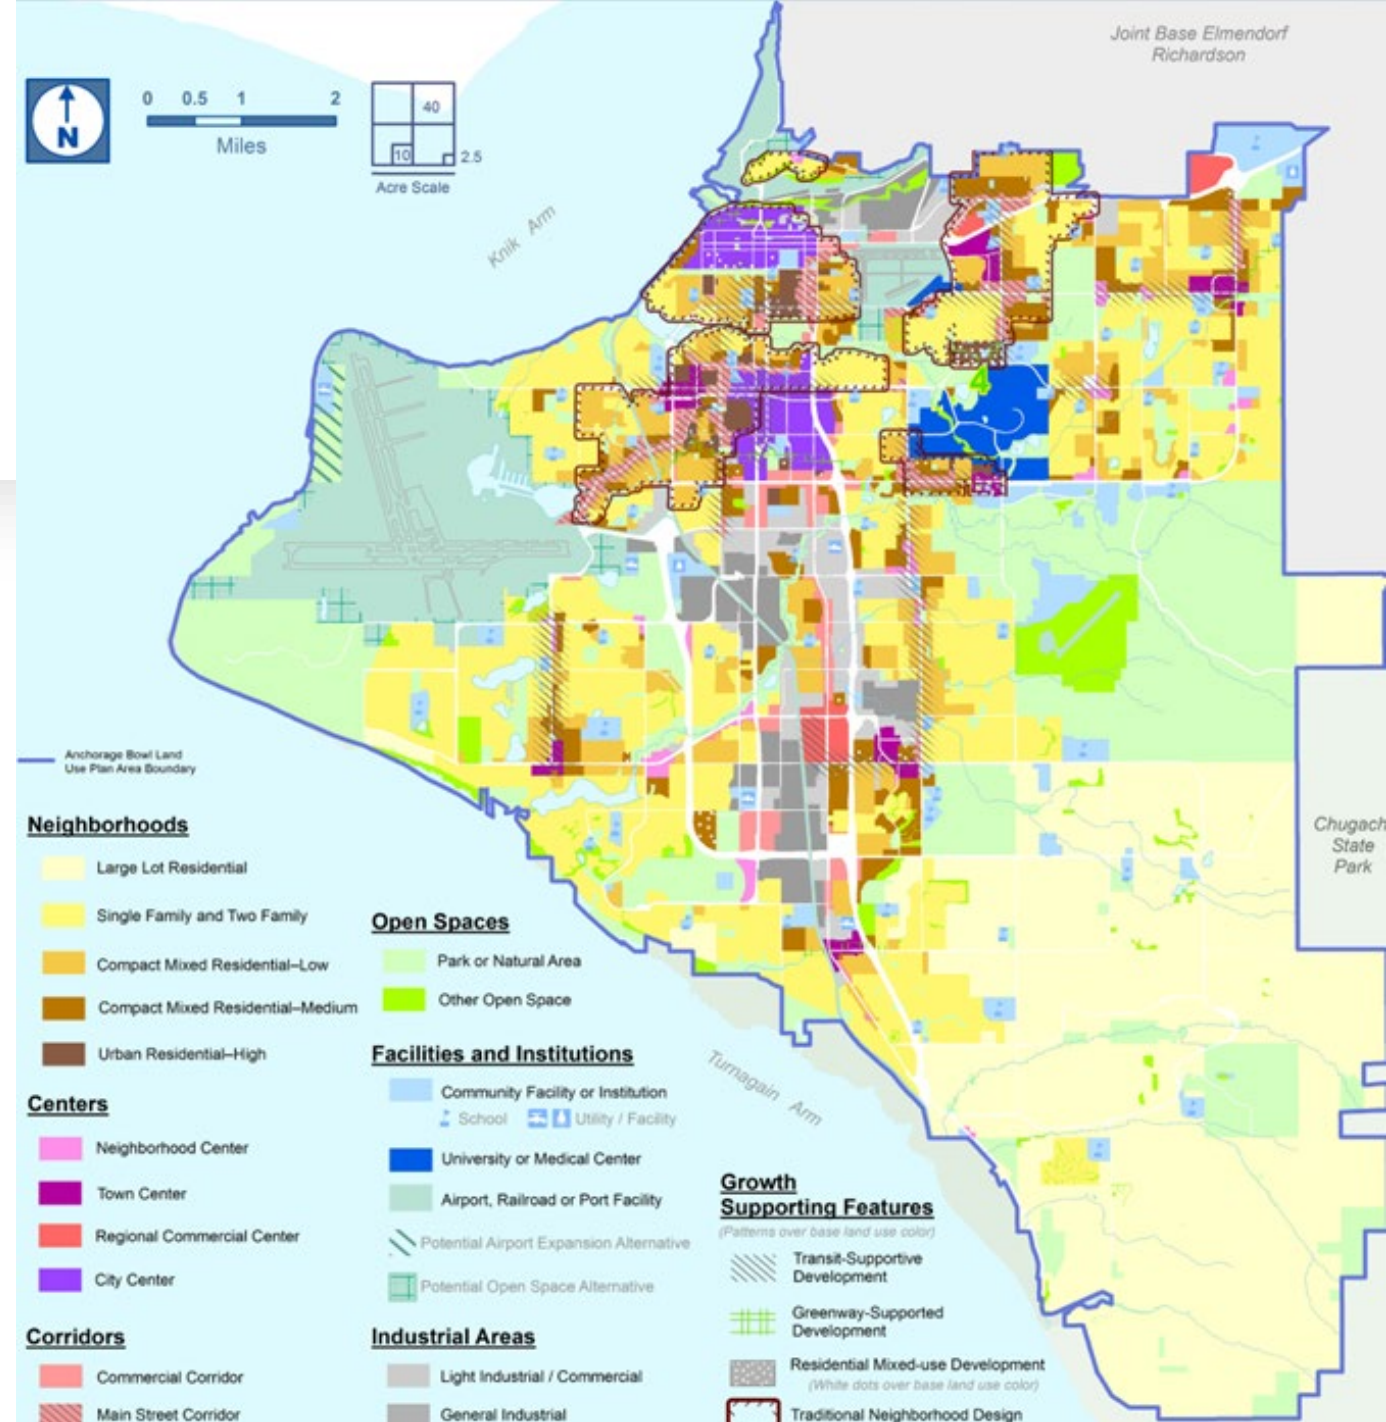 Joint Base Elmendorf
Richardson
0 0.5 1 2
Miles
N
40
10
2.5
Acre Scale
Knik Arm
4
Anchorage Bowl Land
Use Plan Area Boundary
Chugach
State
Park
Turnagain Arm
Neighborhoods
Large Lot Residential
Single Family and Two Family
Compact Mixed Residential–Low
Compact Mixed Residential–Medium
Urban Residential–High
Centers
Neighborhood Center
Town Center
Regional Commercial Center
City Center
Corridors
Commercial Corridor
Main Street Corridor
Open Spaces
Park or Natural Area
Other Open Space
Facilities and Institutions
Community Facility or Institution
School Utility / Facility
University or Medical Center
Airport, Railroad or Port Facility
Potential Airport Expansion Alternative
Potential Open Space Alternative
Industrial Areas
Light Industrial / Commercial
General Industrial
Growth
Supporting Features
(Patterns over base land use color)
Transit-Supportive
Development
Greenway-Supported
Development
Residential Mixed-use Development
(White dots over base land use color)
Traditional Neighborhood Design